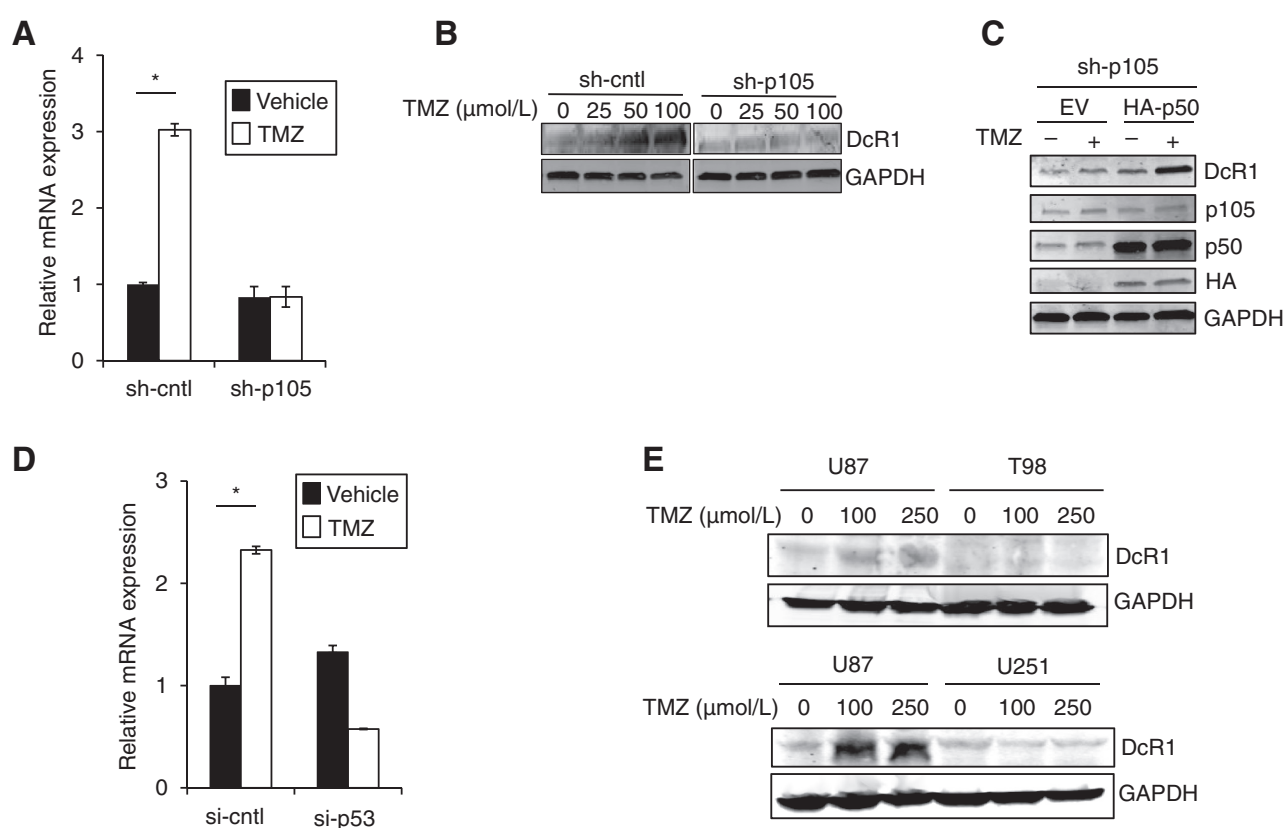 A
Relative mRNA expression
4
3
2
1
0
*
Vehicle
TMZ
sh-cntl
sh-p105
B
sh-cntl
sh-p105
TMZ (µmol/L) 0 25 50 100 0 25 50 100
DcR1
GAPDH
C
sh-p105
EV HA-p50
TMZ − + − +
DcR1
p105
p50
HA
GAPDH
D
Relative mRNA expression
3
2
1
0
*
Vehicle
TMZ
si-cntl
si-p53
E
U87 T98
TMZ (µmol/L) 0 100 250 0 100 250
DcR1
GAPDH
U87 U251
TMZ (µmol/L) 0 100 250 0 100 250
DcR1
GAPDH